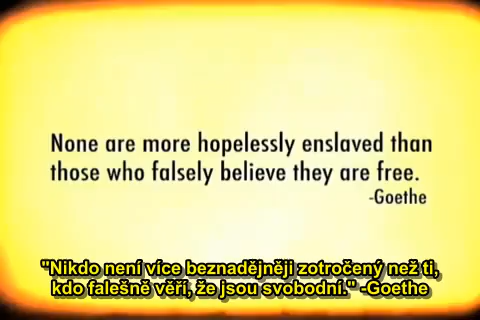 None are more hopelessly enslaved than
those who falsely believe they are free.
-Goethe
"Nikdo není více beznadějněji zotročený než ti,
kdo falešně věří, že jsou svobodní." -Goethe